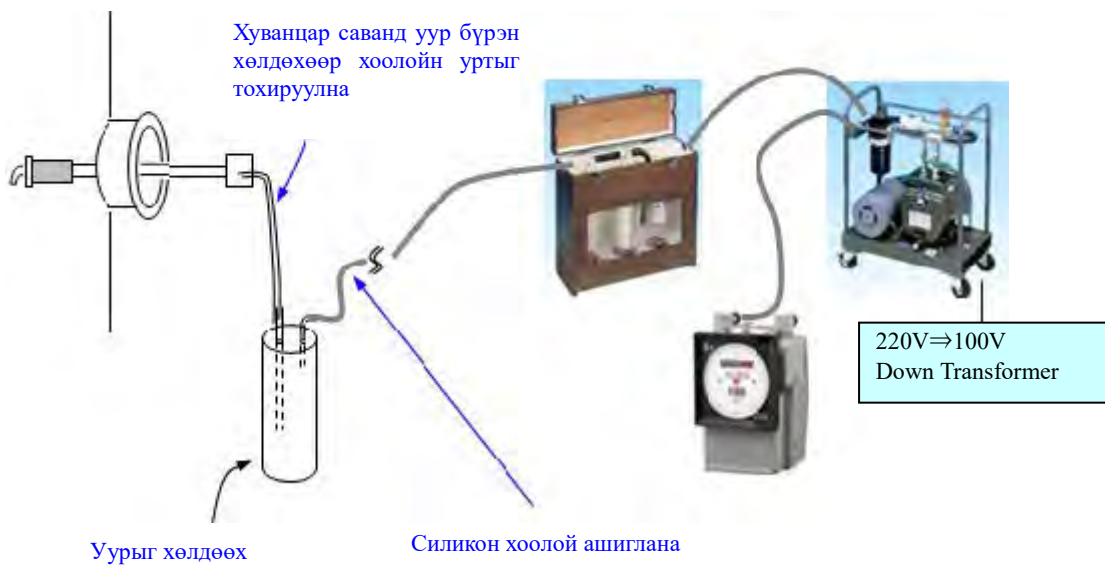 Хуванцар саванд уур бүрэн
хөлдөхөөр хоолойн уртыг
тохируулна
220V⇒100V
Down Transformer
Силикон хоолой ашиглана
Уурыг хөлдөөх